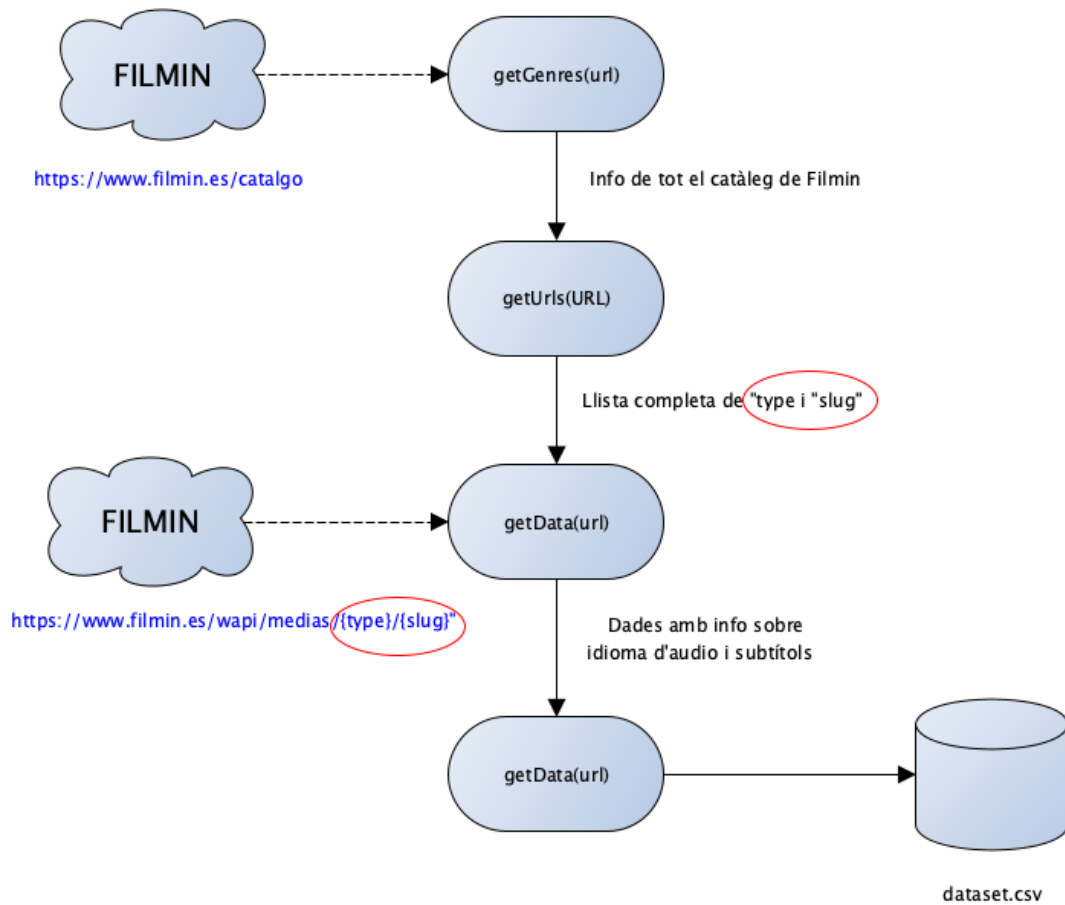 FILMIN
getGenres(url)
https://www.filmin.es/catalgo
Info de tot el catàleg de Filmin
getUrls(URL)
Llista completa de "type i "slug"
FILMIN
getData(url)
https://www.filmin.es/wapi/medias/{type}/{slug}"
Dades amb info sobre
idioma d'audio i subtítols
getData(url)
dataset.csv